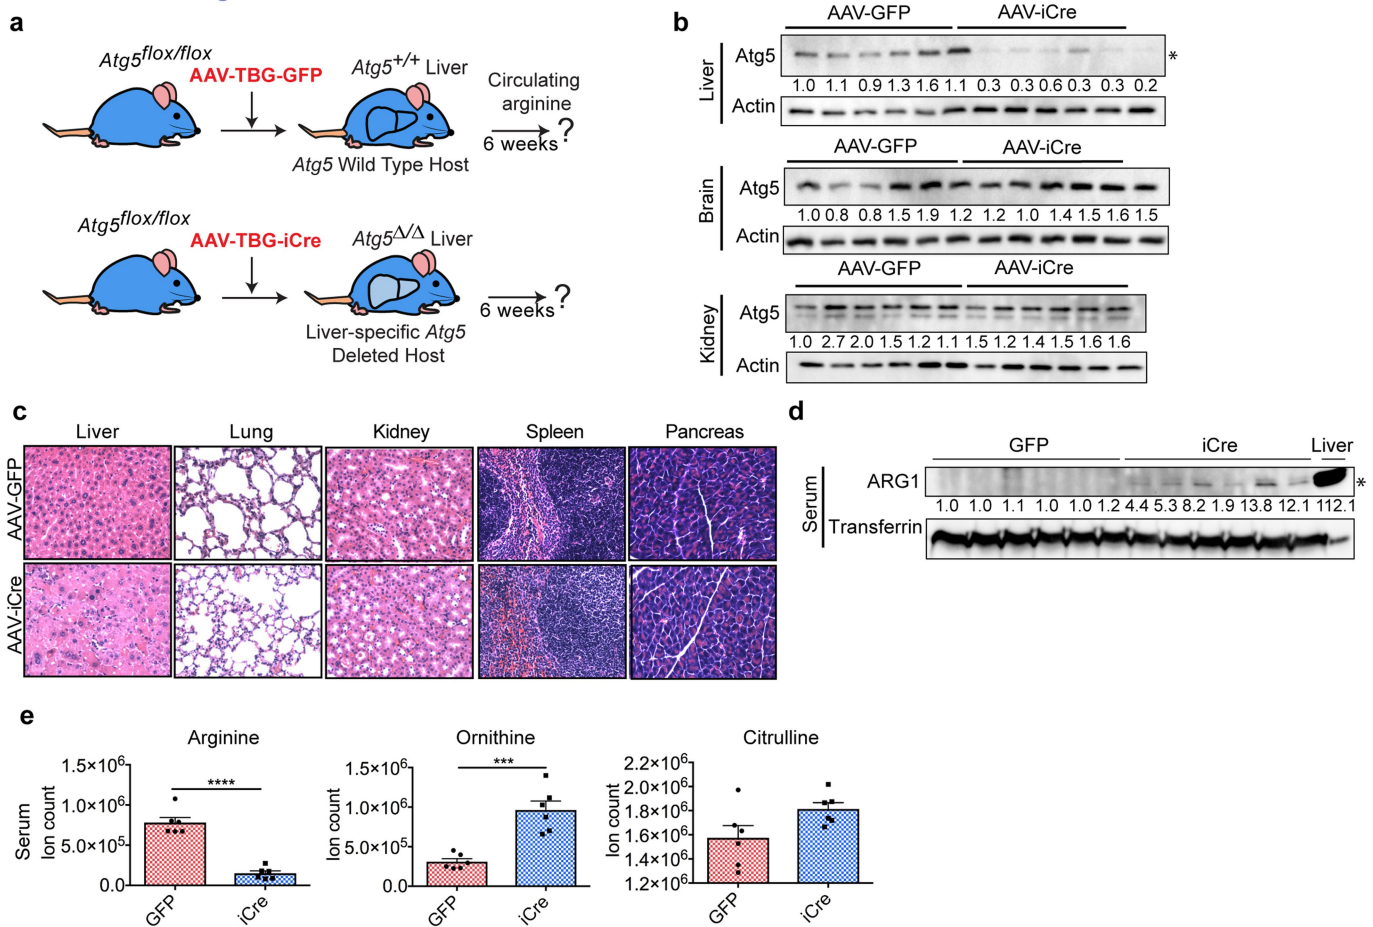 a
Atg5flox/flox
AAV-TBG-GFP
Atg5+/+ Liver
Circulating
arginine
6 weeks
?
Atg5 Wild Type Host
Atg5flox/flox
AAV-TBG-iCre
Atg5Δ/Δ Liver
6 weeks
?
Liver-specific Atg5
Deleted Host
b
AAV-GFP AAV-iCre
Liver
Atg5 *
1.0 1.1 0.9 1.3 1.6 1.1 0.3 0.3 0.6 0.3 0.3 0.2
Actin
AAV-GFP AAV-iCre
Brain
Atg5
1.0 0.8 0.8 1.5 1.9 1.2 1.2 1.0 1.4 1.5 1.6 1.5
Actin
AAV-GFP AAV-iCre
Kidney
Atg5
1.0 2.7 2.0 1.5 1.2 1.1 1.5 1.2 1.4 1.5 1.6 1.6
Actin
c
Liver Lung Kidney Spleen Pancreas
AAV-GFP
AAV-iCre
d
GFP iCre Liver
Serum
ARG1 *
1.0 1.0 1.1 1.0 1.0 1.2 4.4 5.3 8.2 1.9 13.8 12.1 112.1
Transferrin
e
Serum
Arginine
Ion count
1.5×10⁶
1.0×10⁶
5.0×10⁵
0.0
****
GFP iCre
Ornithine
Ion count
1.5×10⁶
1.0×10⁶
5.0×10⁵
0.0
***
GFP iCre
Citrulline
Ion count
2.2×10⁶
2.0×10⁶
1.8×10⁶
1.6×10⁶
1.4×10⁶
1.2×10⁶
GFP iCre